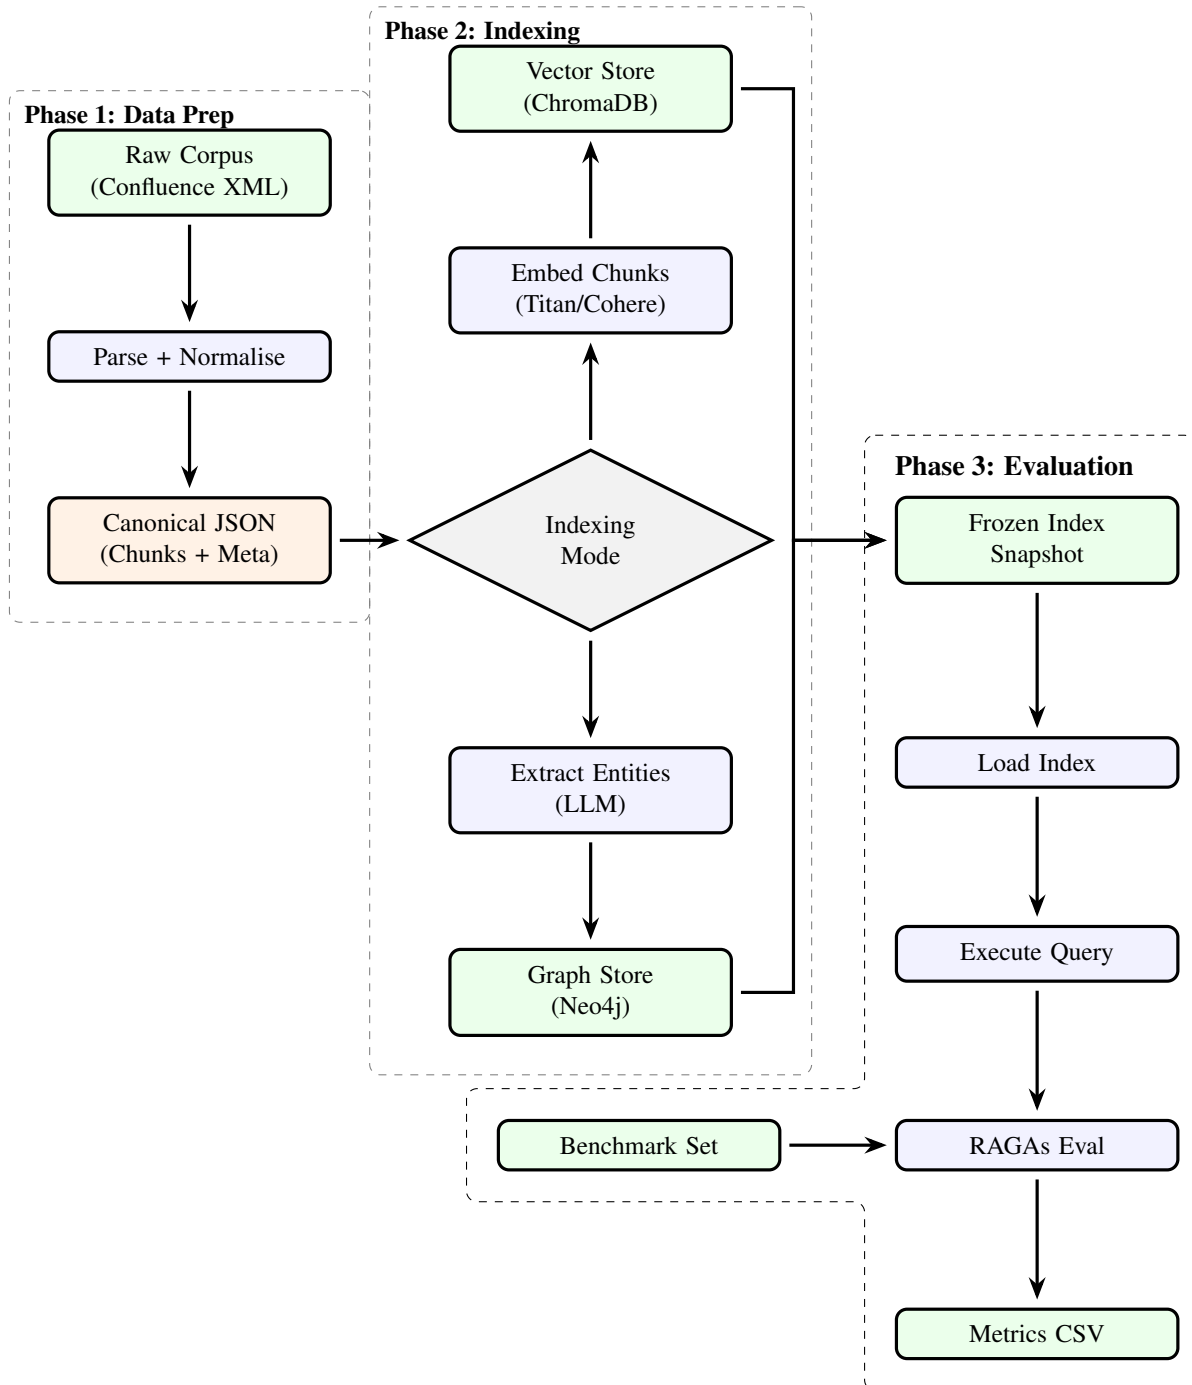 Phase 1: Data Prep
Raw Corpus
(Confluence XML)
Parse + Normalise
Canonical JSON
(Chunks + Meta)
Phase 2: Indexing
Vector Store
(ChromaDB)
Embed Chunks
(Titan/Cohere)
Indexing
Mode
Extract Entities
(LLM)
Graph Store
(Neo4j)
Phase 3: Evaluation
Frozen Index
Snapshot
Load Index
Execute Query
Benchmark Set
RAGAs Eval
Metrics CSV